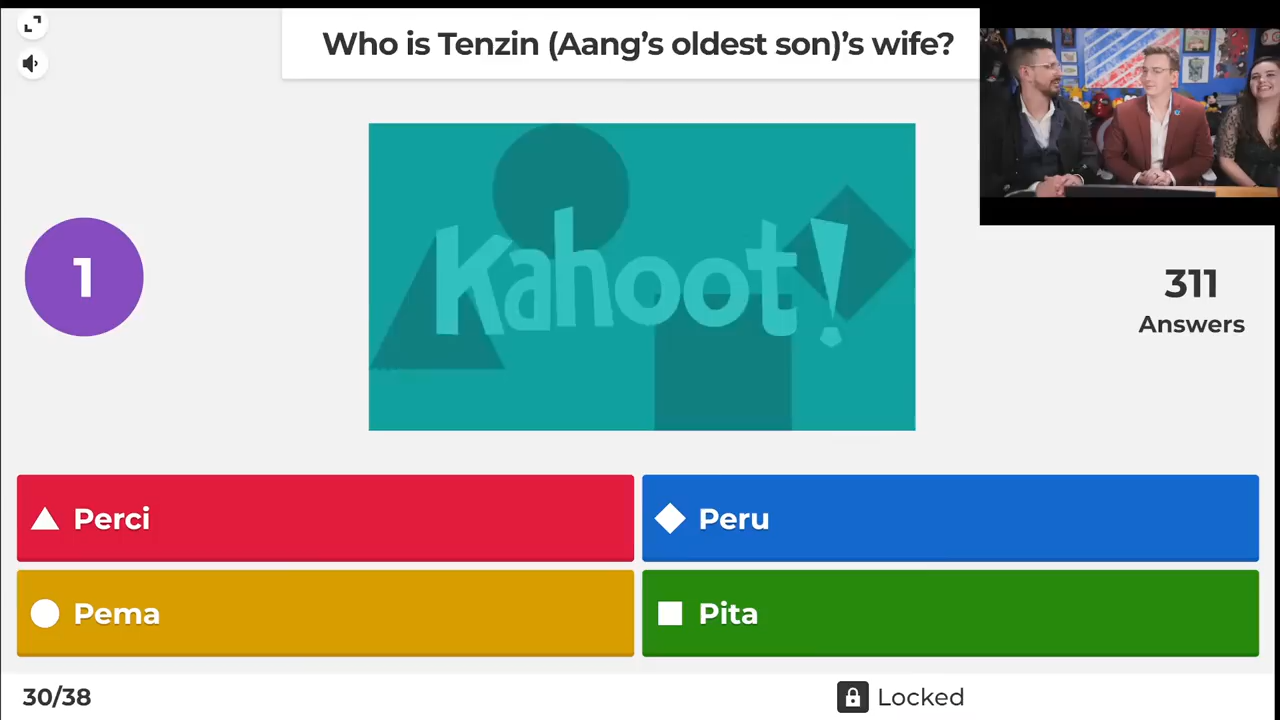 Who is Tenzin (Aang’s oldest son)’s wife?
1
Kahoot!
311
Answers
Perci
Peru
Pema
Pita
30/38
Locked